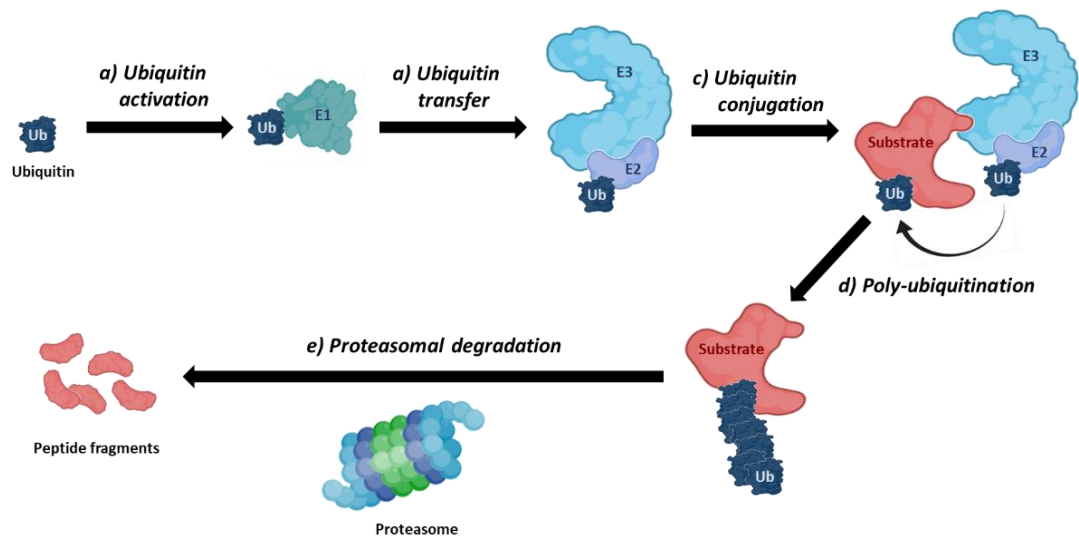 a) Ubiquitin
activation
a) Ubiquitin
transfer
c) Ubiquitin
conjugation
Ub
Ubiquitin
Ub
E1
E3
E2
Ub
E3
Substrate
E2
Ub
Ub
d) Poly-ubiquitination
Substrate
Ub
e) Proteasomal degradation
Peptide fragments
Proteasome